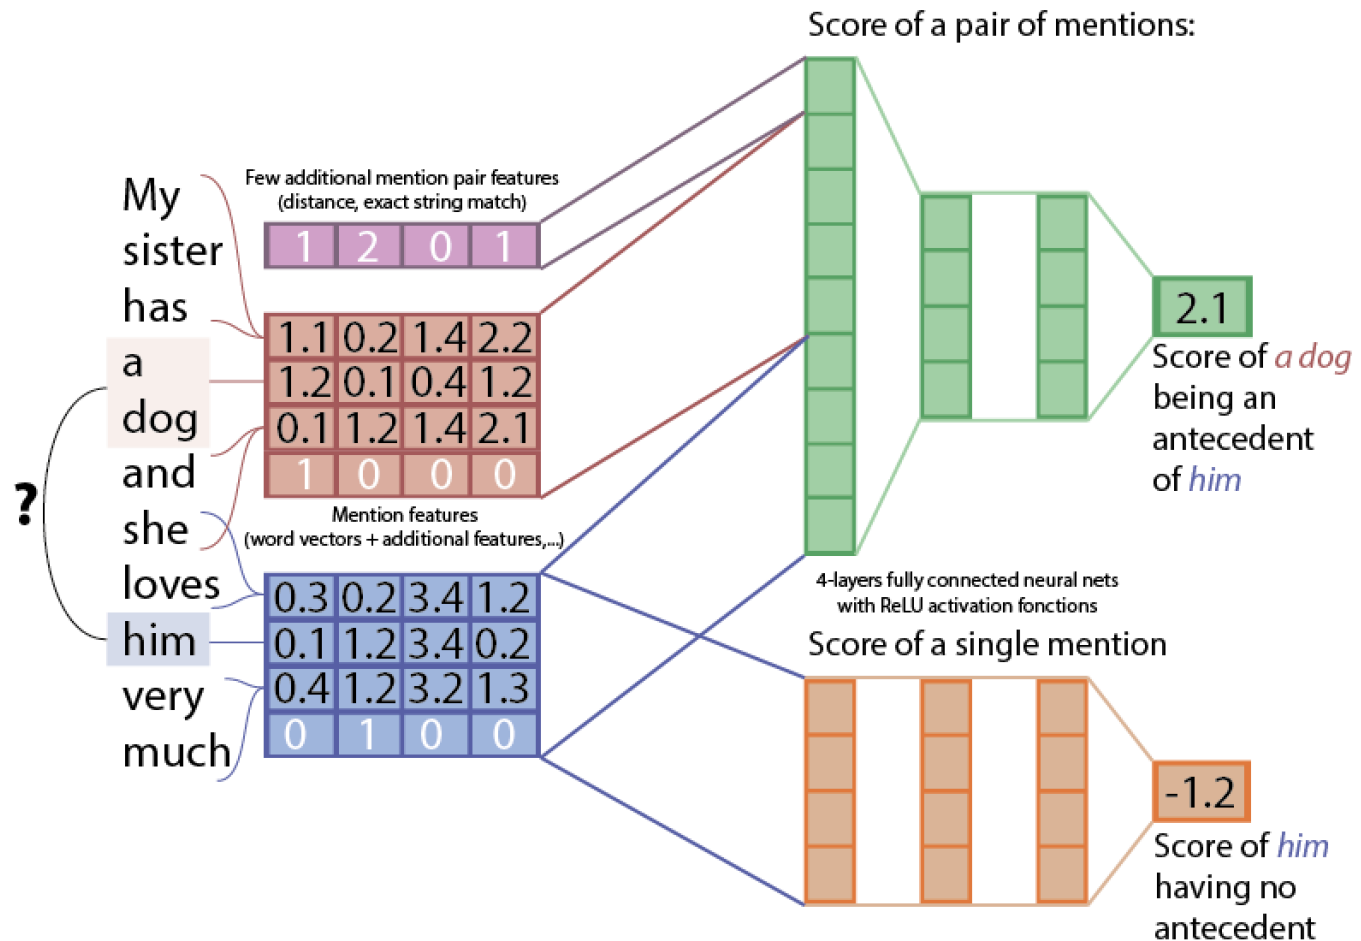 Score of a pair of mentions:
My
sister
has
a
dog
and
she
loves
him
very
much
?
Few additional mention pair features
(distance, exact string match)
1 2 0 1
1.1 0.2 1.4 2.2
1.2 0.1 0.4 1.2
0.1 1.2 1.4 2.1
1 0 0 0
Mention features
(word vectors + additional features,...)
0.3 0.2 3.4 1.2
0.1 1.2 3.4 0.2
0.4 1.2 3.2 1.3
0 1 0 0
2.1
Score of a dog
being an
antecedent
of him
4-layers fully connected neural nets
with ReLU activation fonctions
Score of a single mention
-1.2
Score of him
having no
antecedent